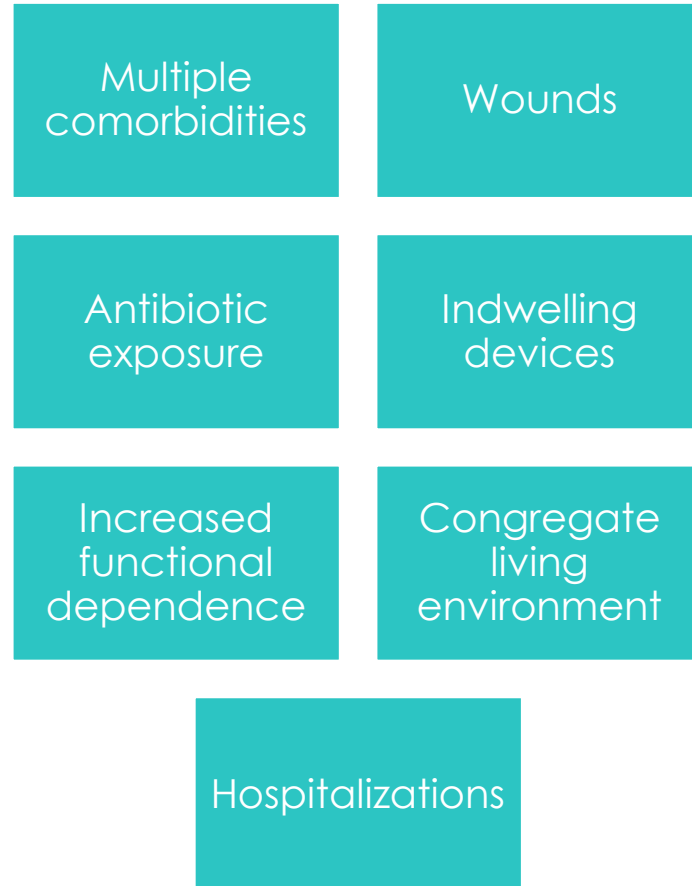 Multiple
comorbidities
Wounds
Antibiotic
exposure
Indwelling
devices
Increased
functional
dependence
Congregate
living
environment
Hospitalizations